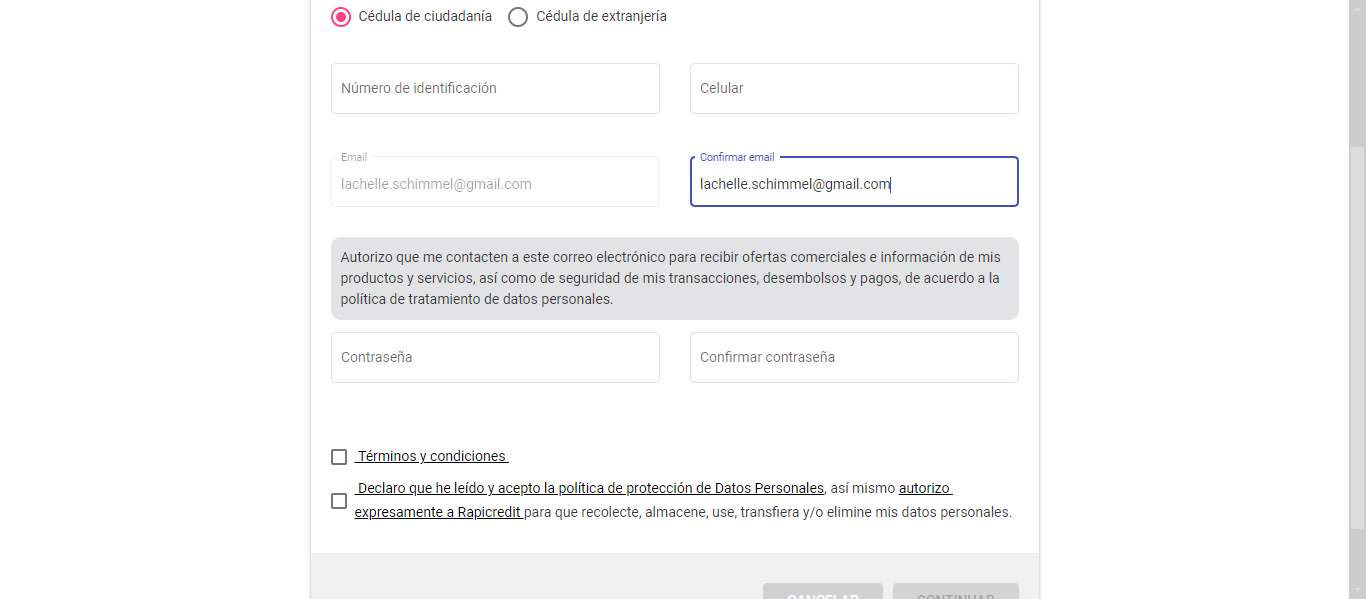 Cédula de ciudadanía Cédula de extranjería
Número de identificación Celular
Email Confirmar email
lachelle.schimmel@gmail.com lachelle.schimmel@gmail.com
Autorizo que me contacten a este correo electrónico para recibir ofertas comerciales e información de mis
productos y servicios, así como de seguridad de mis transacciones, desembolsos y pagos, de acuerdo a la
política de tratamiento de datos personales.
Contraseña Confirmar contraseña
Términos y condiciones
Declaro que he leído y acepto la política de protección de Datos Personales, así mismo autorizo
expresamente a Rapicredit para que recolecte, almacene, use, transfiera y/o elimine mis datos personales.
CANCELAR CONTINUAR